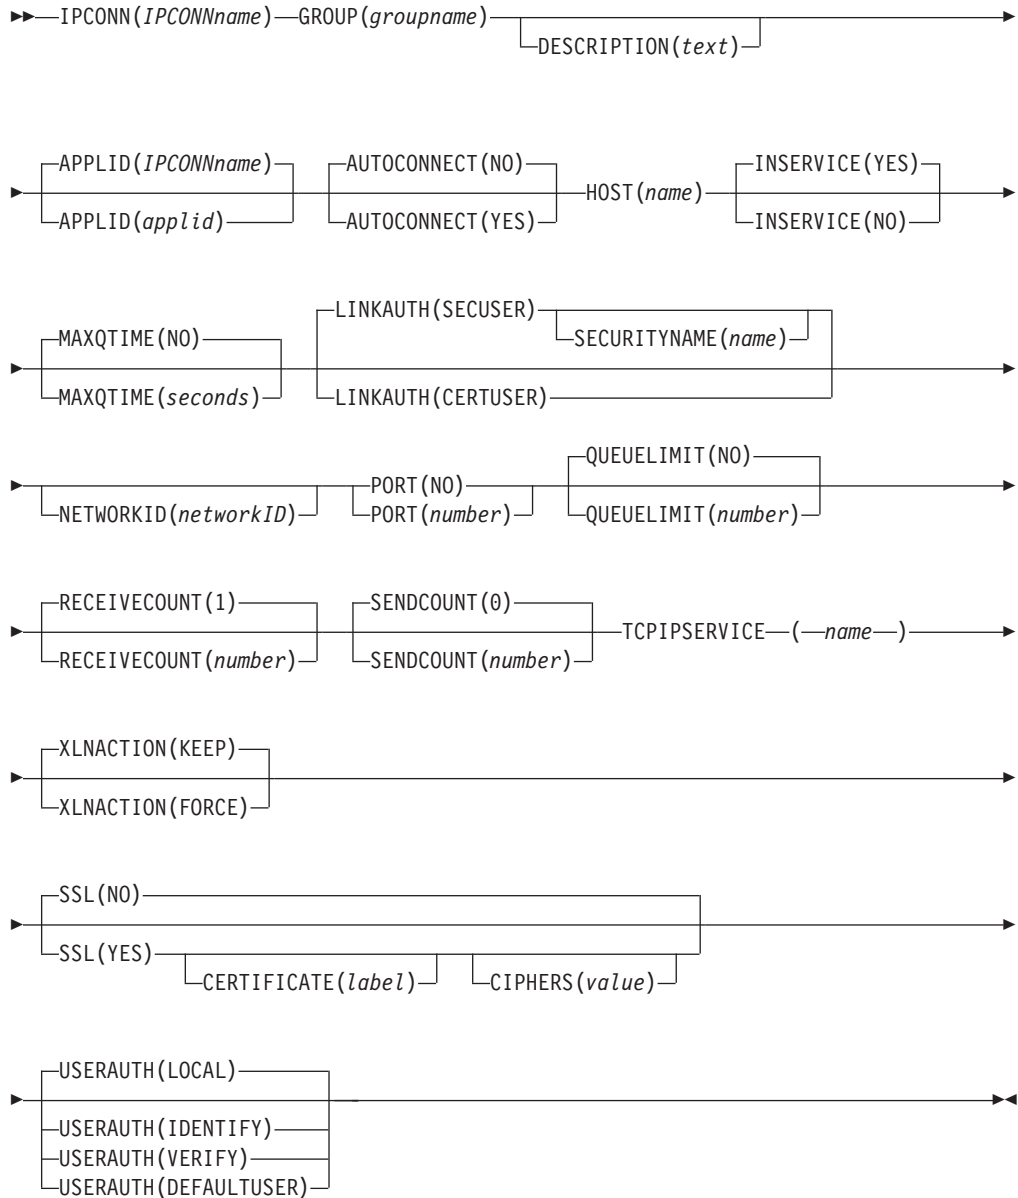 IPCONN(IPCONNname) GROUP(groupname)
DESCRIPTION(text)
APPLID(IPCONNname) AUTOCONNECT(NO) INSERVICE(YES)
HOST(name)
APPLID(applid) AUTOCONNECT(YES) INSERVICE(NO)
LINKAUTH(SECUSER)
MAXQTIME(NO) SECURITYNAME(name)
MAXQTIME(seconds) LINKAUTH(CERTUSER)
QUEUELIMIT(NO)
PORT(NO)
NETWORKID(networkID) PORT(number) QUEUELIMIT(number)
RECEIVECOUNT(1) SENDCOUNT(0)
TCPIPSERVICE ( name )
RECEIVECOUNT(number) SENDCOUNT(number)
XLNACTION(KEEP)
XLNACTION(FORCE)
SSL(NO)
SSL(YES)
CERTIFICATE(label) CIPHERS(value)
USERAUTH(LOCAL)
USERAUTH(IDENTIFY)
USERAUTH(VERIFY)
USERAUTH(DEFAULTUSER)